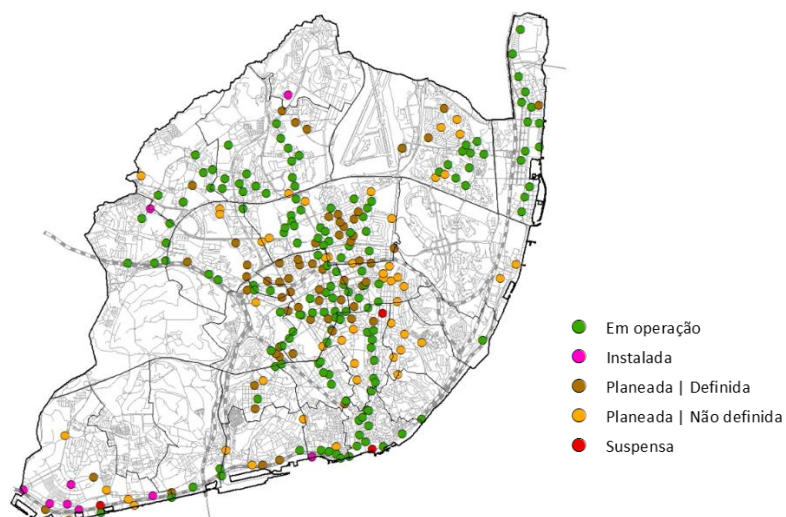 Em operação
Instalada
Planeada | Definida
Planeada | Não definida
Suspensa